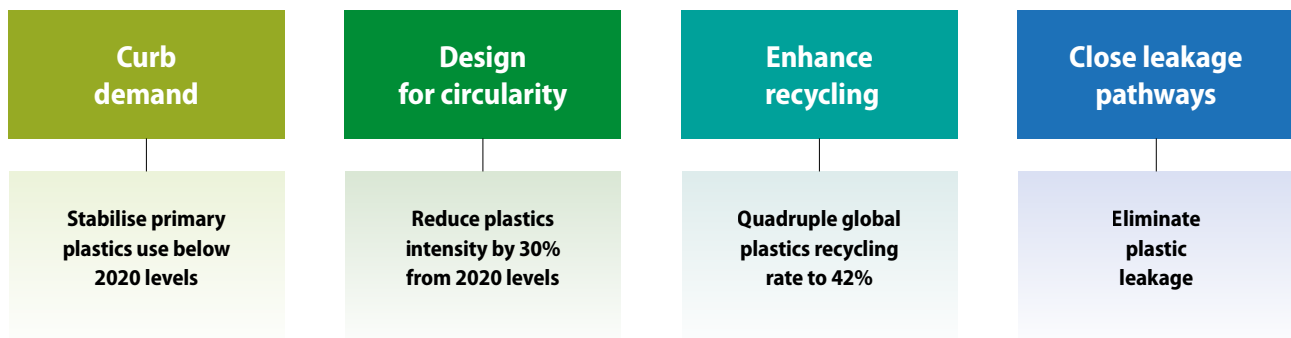 Curb
demand
Design
for circularity
Enhance
recycling
Close leakage
pathways
Stabilise primary
plastics use below
2020 levels
Reduce plastics
intensity by 30%
from 2020 levels
Quadruple global
plastics recycling
rate to 42%
Eliminate
plastic
leakage